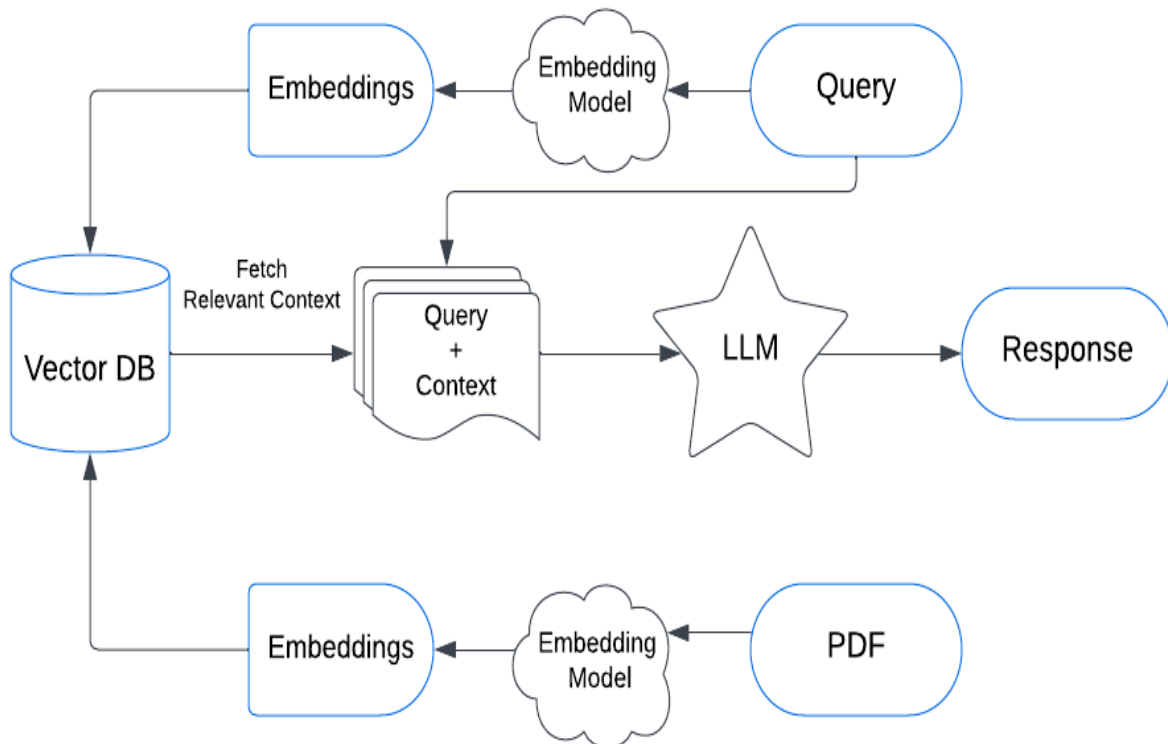 Embeddings
Embedding
Model
Query
Fetch
Relevant Context
Vector DB
Query
+
Context
LLM
Response
Embeddings
Embedding
Model
PDF